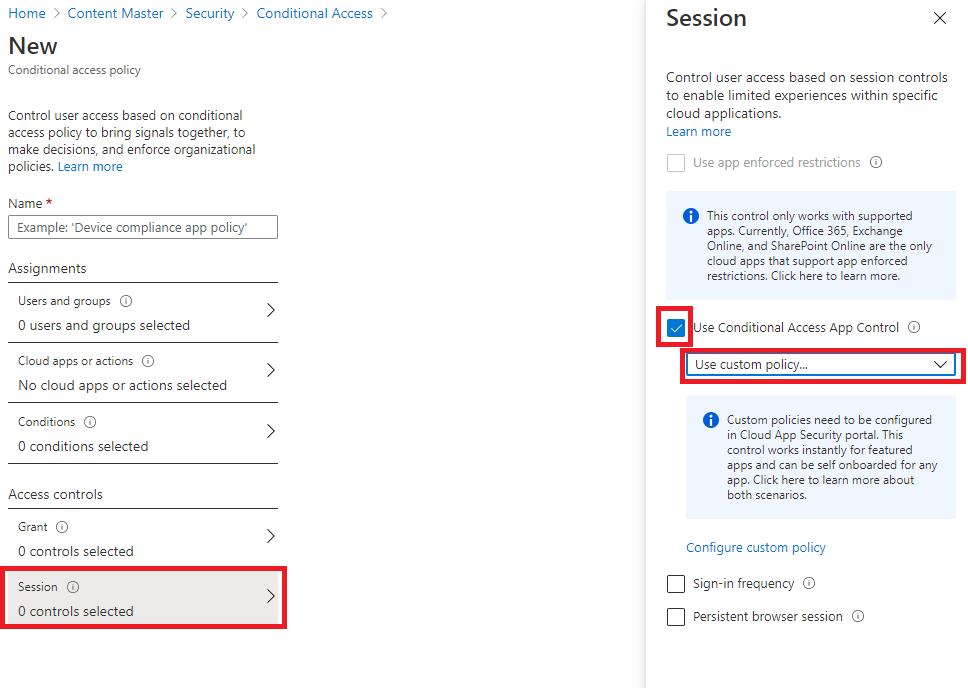 Home > Content Master > Security > Conditional Access >
New
Conditional access policy
Control user access based on conditional
access policy to bring signals together, to
make decisions, and enforce organizational
policies. Learn more
Name *
Example: 'Device compliance app policy'
Assignments
Users and groups
0 users and groups selected
Cloud apps or actions
No cloud apps or actions selected
Conditions
0 conditions selected
Access controls
Grant
0 controls selected
Session
0 controls selected
Session
Control user access based on session controls
to enable limited experiences within specific
cloud applications.
Learn more
Use app enforced restrictions
This control only works with supported
apps. Currently, Office 365, Exchange
Online, and SharePoint Online are the only
cloud apps that support app enforced
restrictions. Click here to learn more.
Use Conditional Access App Control
Use custom policy...
Custom policies need to be configured
in Cloud App Security portal. This
control works instantly for featured
apps and can be self onboarded for any
app. Click here to learn more about
both scenarios.
Configure custom policy
Sign-in frequency
Persistent browser session